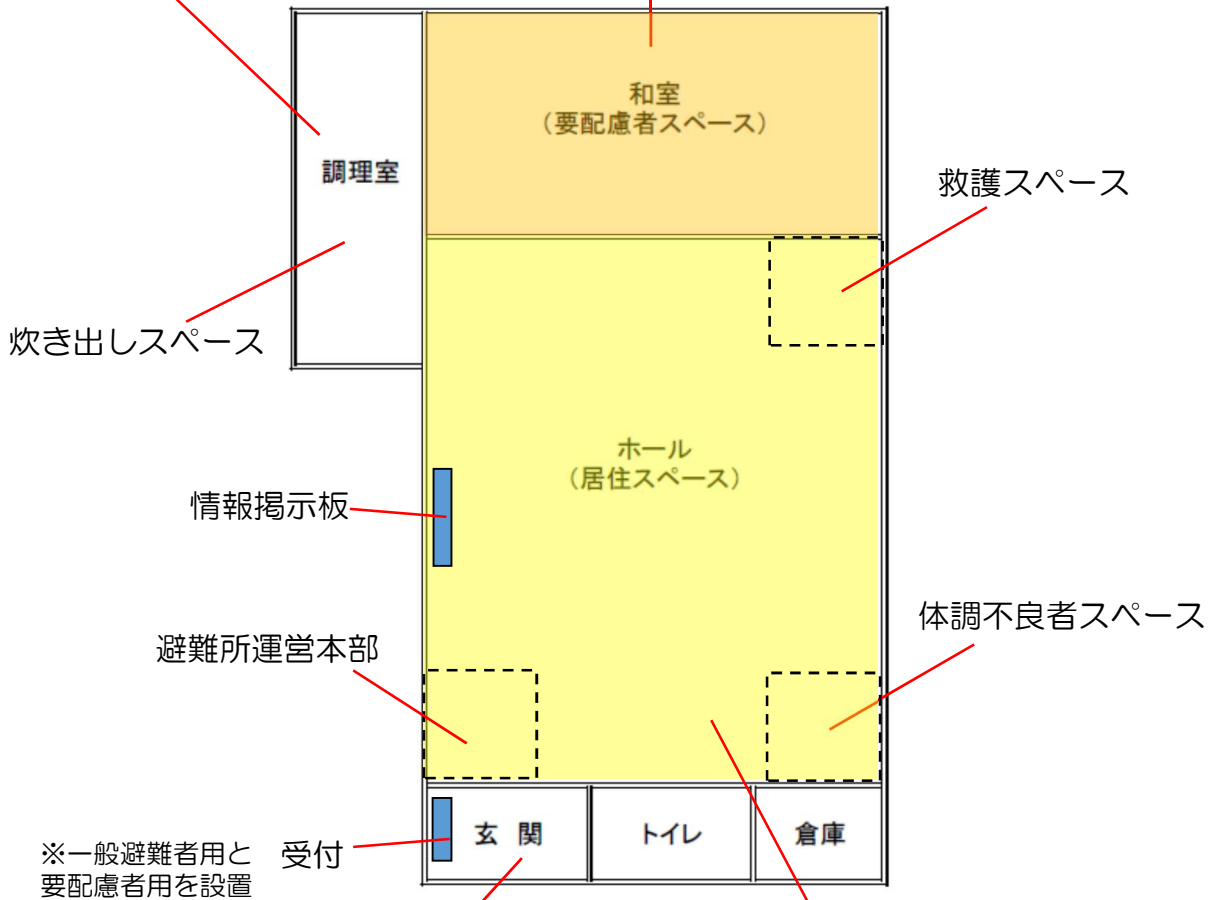 和室
（要配慮者スペース）
調理室
救護スペース
炊き出しスペース
ホール
（居住スペース）
情報掲示板
体調不良者スペース
避難所運営本部
玄 関
トイレ
倉庫
受付
※一般避難者用と
要配慮者用を設置